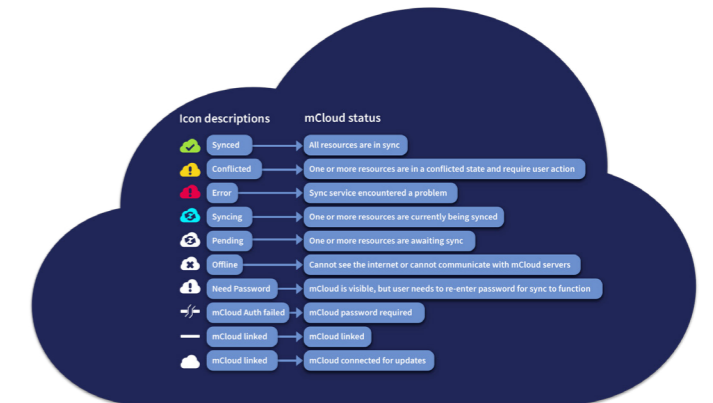 Icon descriptions mCloud status
Synced All resources are in sync
Conflicted One or more resources are in a conflicted state and require user action
Error Sync service encountered a problem
Syncing One or more resources are currently being synced
Pending One or more resources are awaiting sync
Offline Cannot see the internet or cannot communicate with mCloud servers
Need Password mCloud is visible, but user needs to re-enter password for sync to function
mCloud Auth failed mCloud password required
mCloud linked mCloud linked
mCloud linked mCloud connected for updates